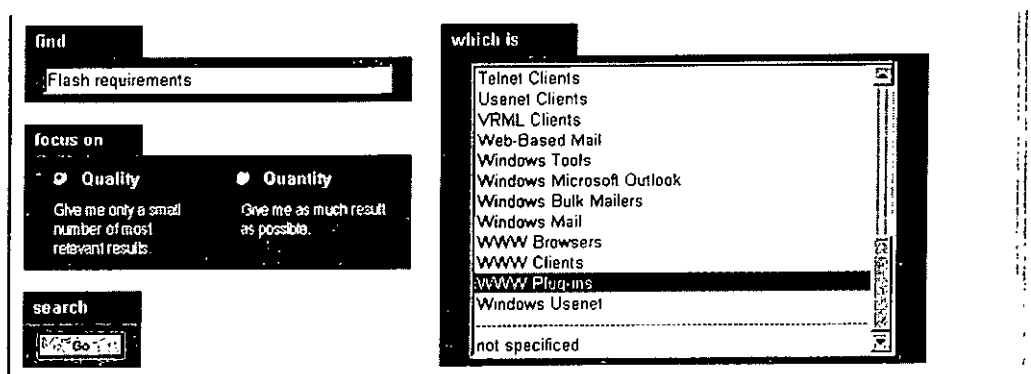 find
Flash requirements
focus on
Quality
Give me only a small
number of most
relevant results.
Quantity
Give me as much result
as possible.
search
Go
which is
Telnet Clients
Usenet Clients
VRML Clients
Web-Based Mail
Windows Tools
Windows Microsoft Outlook
Windows Bulk Mailers
Windows Mail
WWW Browsers
WWW Clients
WWW Plug-ins
Windows Usenet
not specificed